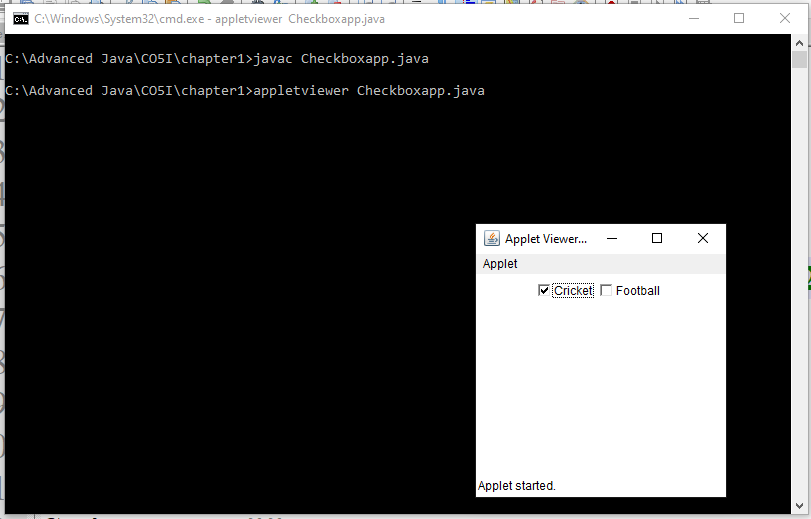 C:\Windows\System32\cmd.exe - appletviewer  Checkboxapp.java
C:\Advanced Java\CO5I\chapter1>javac Checkboxapp.java
C:\Advanced Java\CO5I\chapter1>appletviewer Checkboxapp.java
Applet Viewer...
Applet
Cricket Football
Applet started.